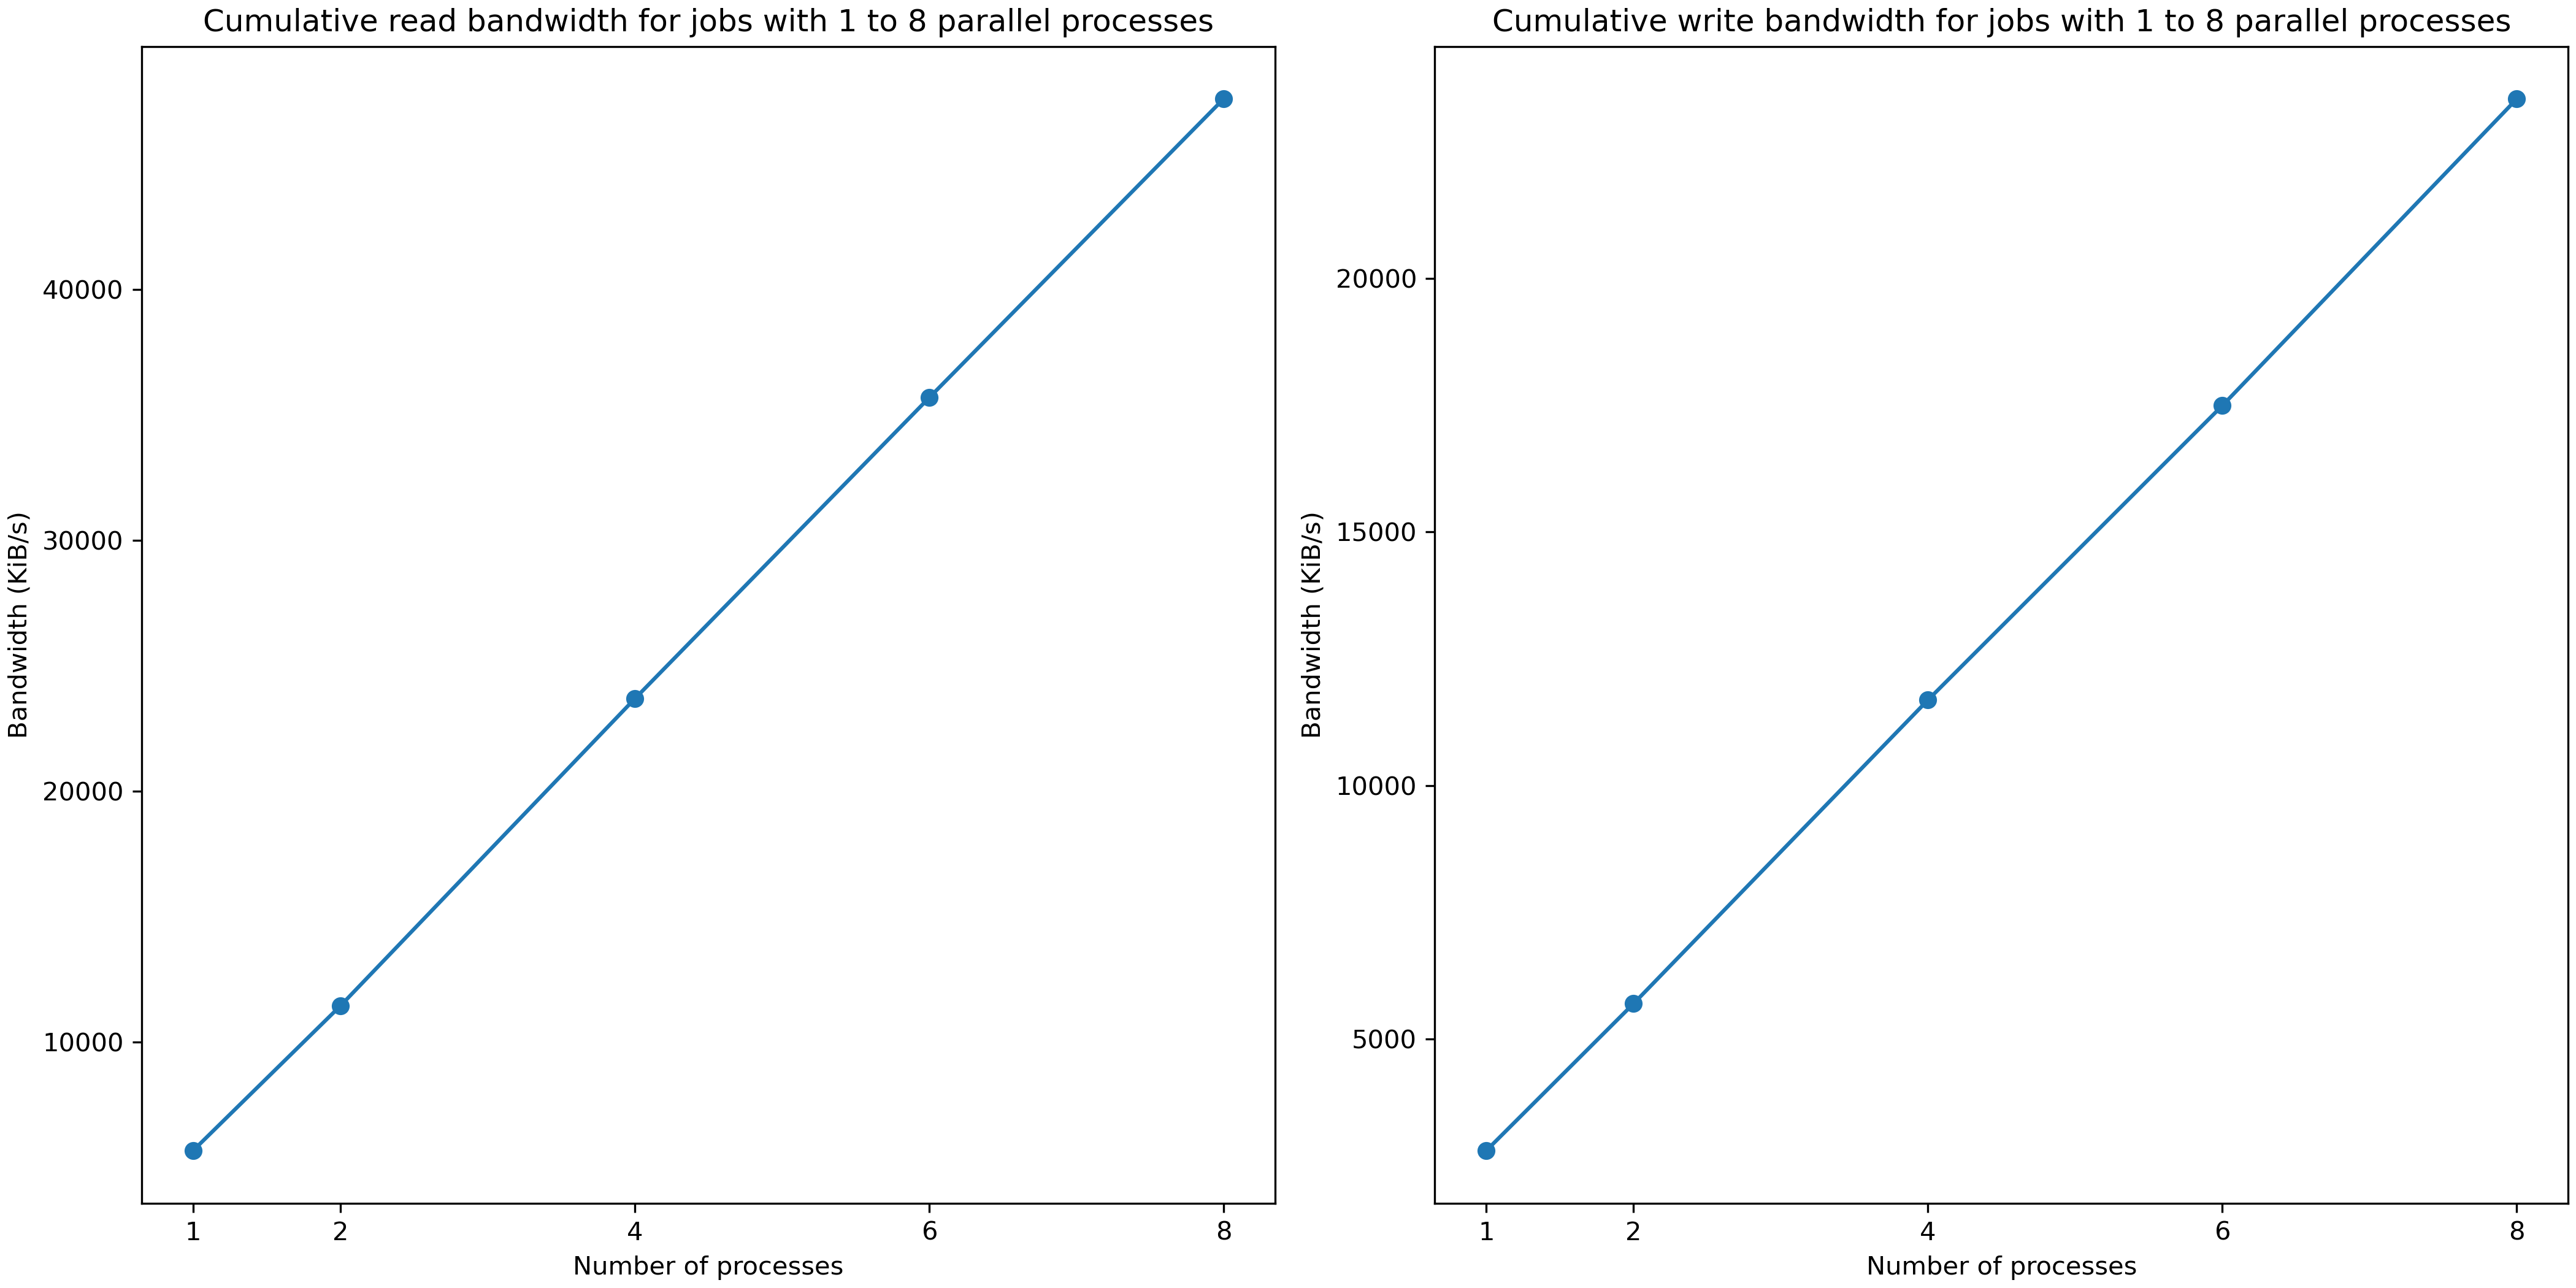 Cumulative read bandwidth for jobs with 1 to 8 parallel processes
Bandwidth (KiB/s)
40000
30000
20000
10000
1 2 4 6 8
Number of processes
Cumulative write bandwidth for jobs with 1 to 8 parallel processes
Bandwidth (KiB/s)
20000
15000
10000
5000
1 2 4 6 8
Number of processes